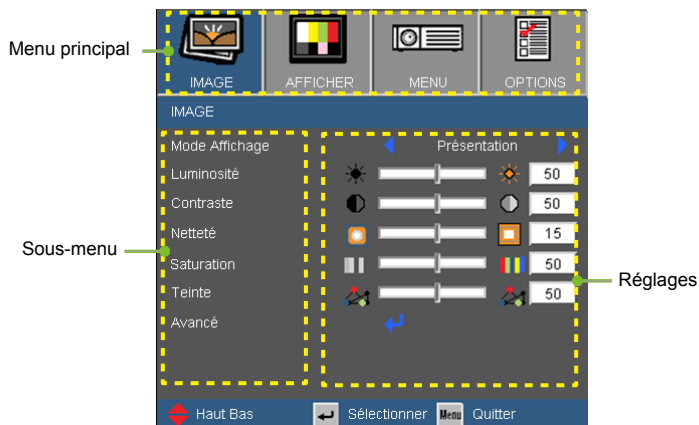 Menu principal
IMAGE AFFICHER MENU OPTIONS
IMAGE
Mode Affichage Présentation
Luminosité 50
Contraste 50
Netteté 15
Sous-menu
Saturation 50
Réglages
Teinte 50
Avancé
Haut Bas Sélectionner Menu Quitter